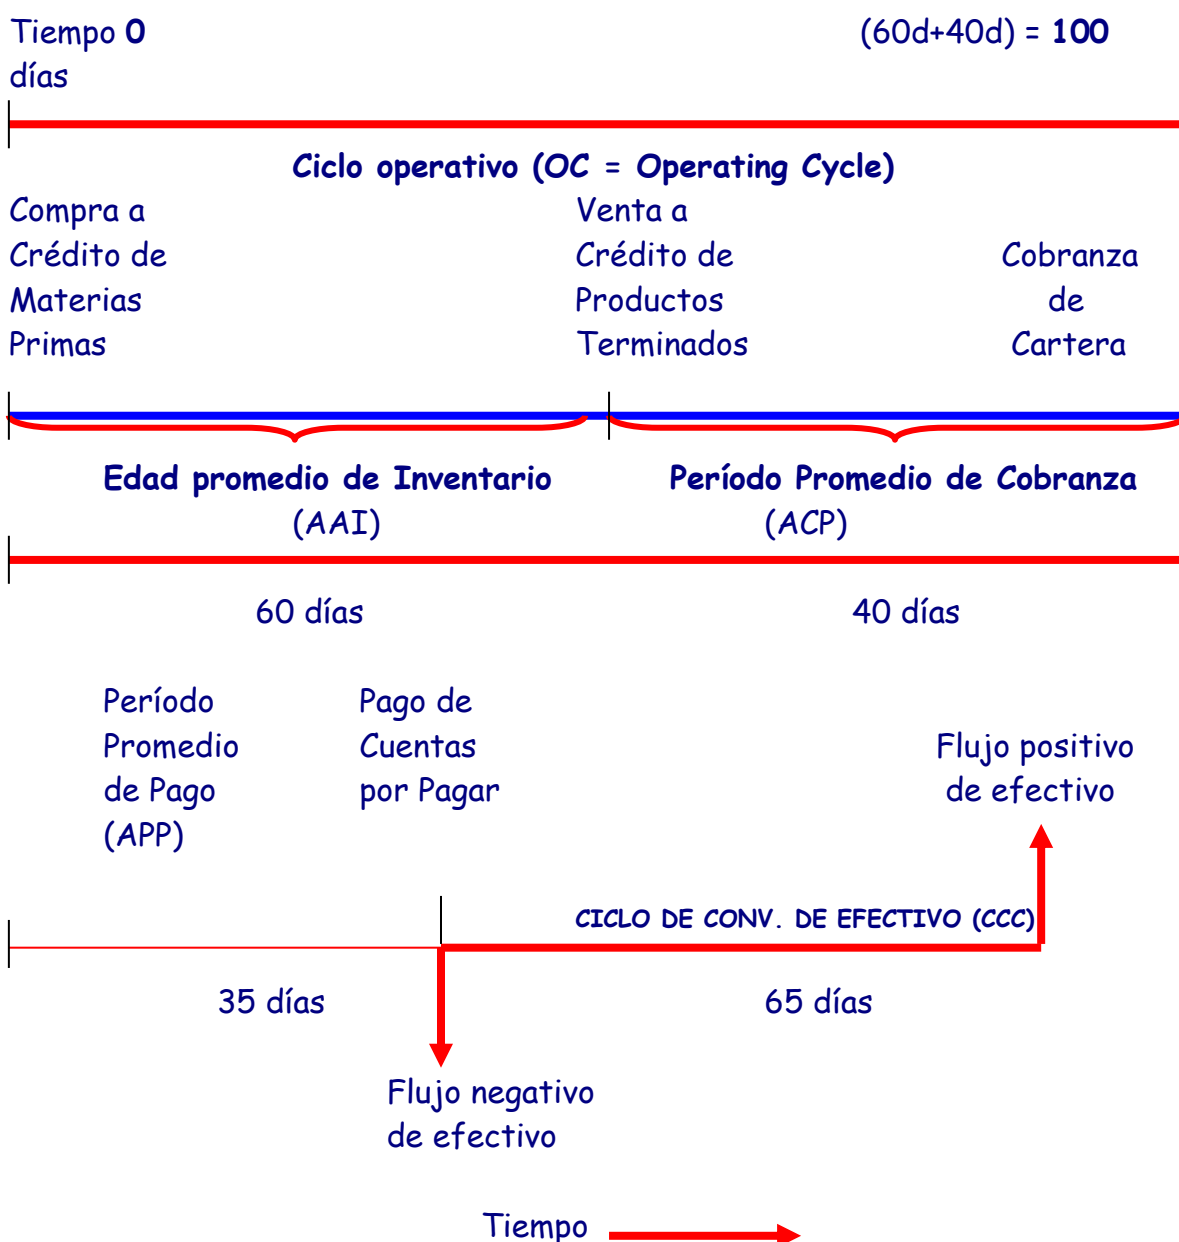 Tiempo 0 (60d+40d) = 100
días
Ciclo operativo (OC = Operating Cycle)
Compra a
Crédito de
Materias
Primas
Venta a
Crédito de
Productos
Terminados
Cobranza
de
Cartera
Edad promedio de Inventario
(AAI)
Período Promedio de Cobranza
(ACP)
60 días
40 días
Período
Promedio
de Pago
(APP)
Pago de
Cuentas
por Pagar
Flujo positivo
de efectivo
CICLO DE CONV. DE EFECTIVO (CCC)
35 días
65 días
Flujo negativo
de efectivo
Tiempo